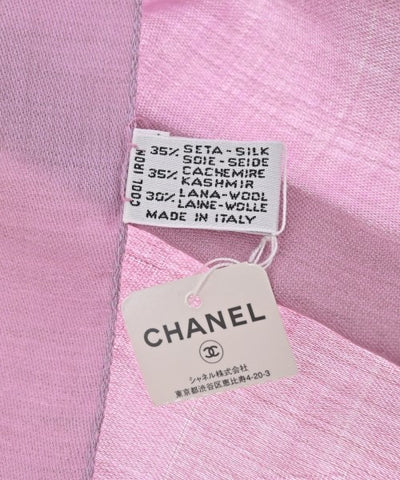 COOL IRON
35% SETA-SILK
SOIE-SEIDE
35% CACHEMIRE
KASHMIR
30% LANA-WOOL
LAINE-WOLLE
MADE IN ITALY
CHANEL
シャネル株式会社
東京都渋谷区恵比寿4-20-3